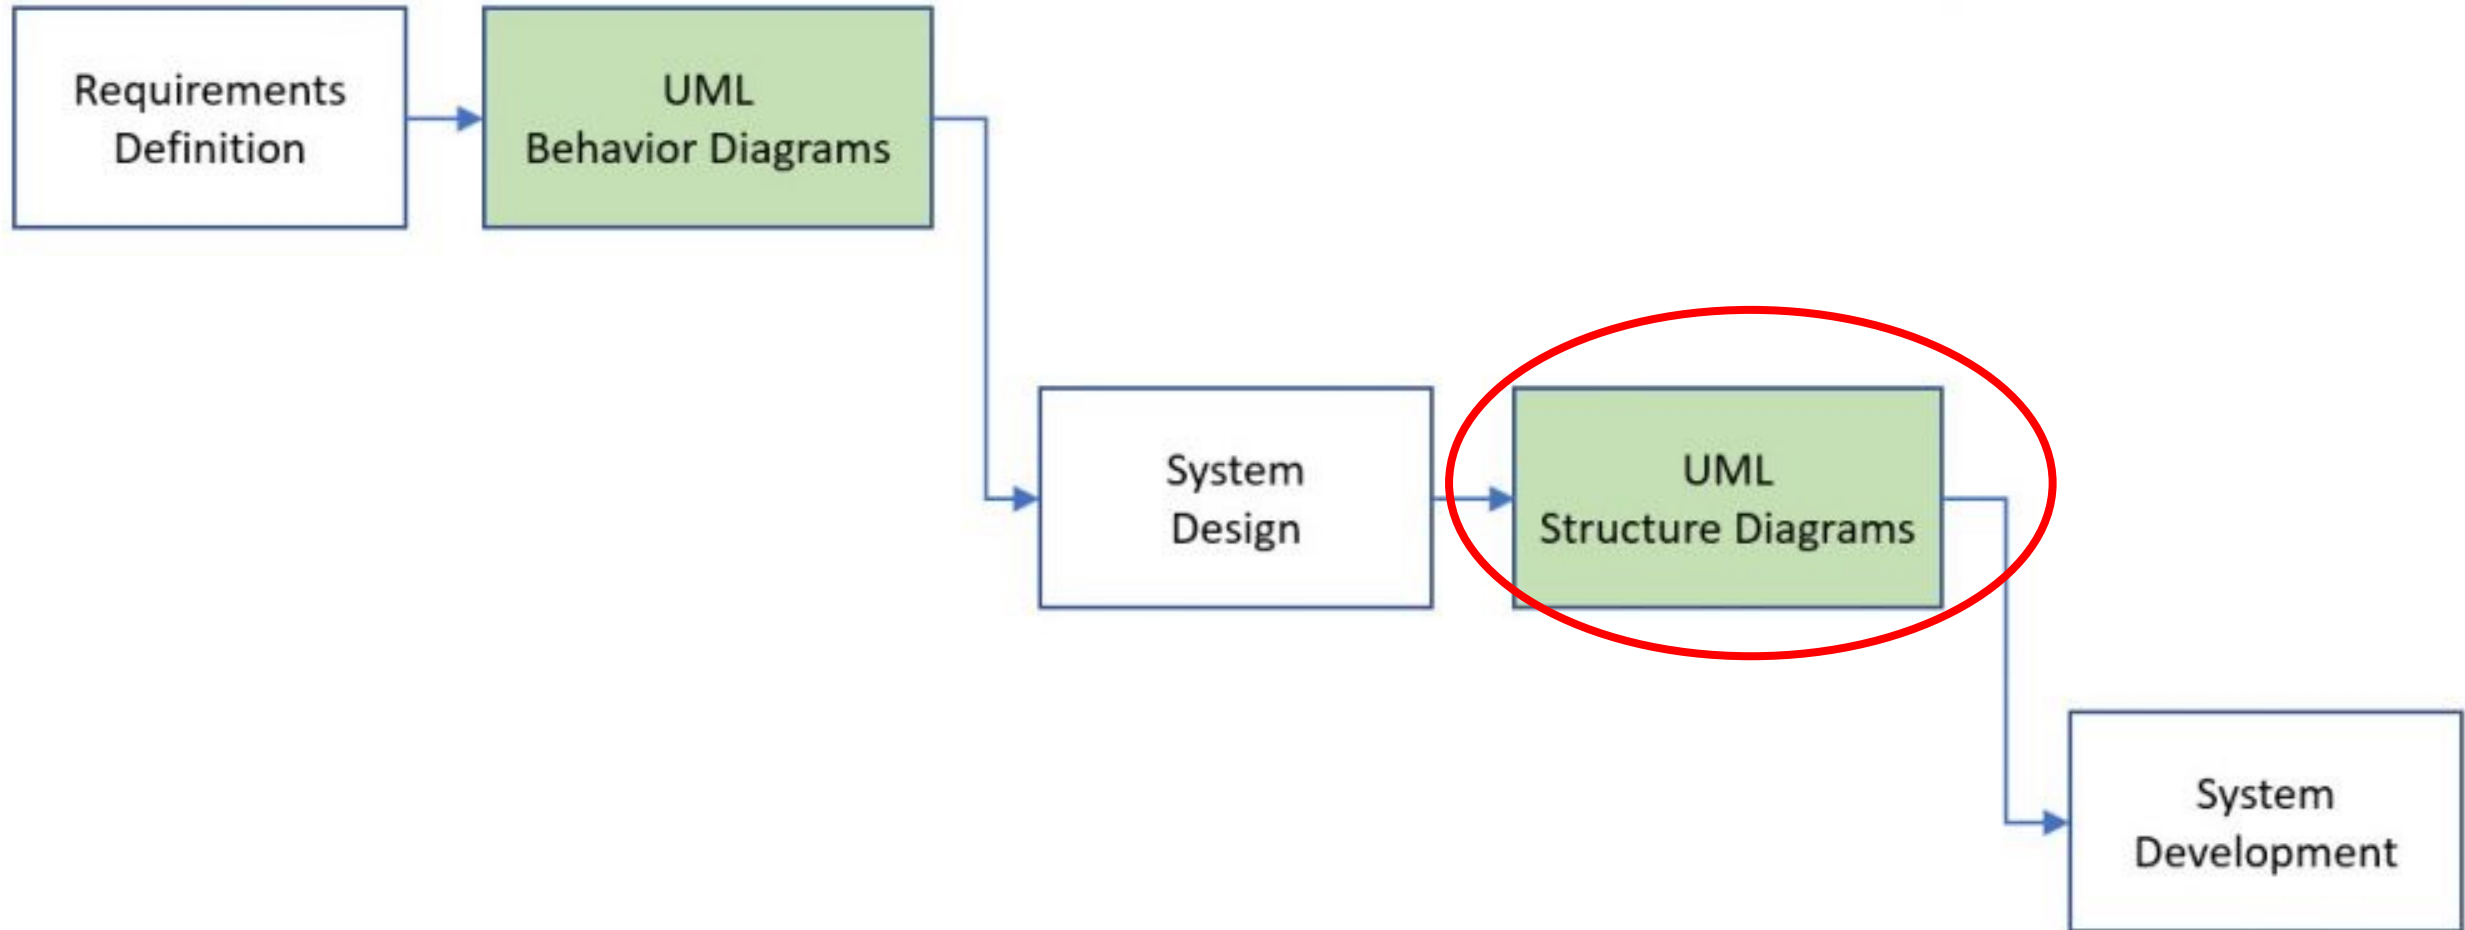 Requirements
Definition
UML
Behavior Diagrams
System
Design
UML
Structure Diagrams
System
Development